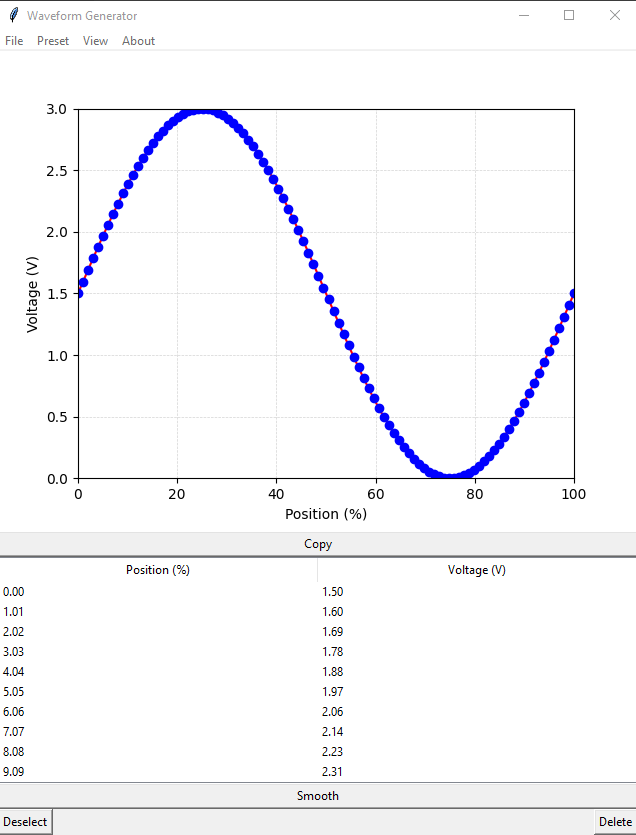 Waveform Generator
File Preset View About
3.0
2.5
2.0
1.5
1.0
0.5
0.0
Voltage (V)
0 20 40 60 80 100
Position (%)
Copy
Position (%) Voltage (V)
0.00 1.50
1.01 1.60
2.02 1.69
3.03 1.78
4.04 1.88
5.05 1.97
6.06 2.06
7.07 2.14
8.08 2.23
9.09 2.31
Smooth
Deselect Delete